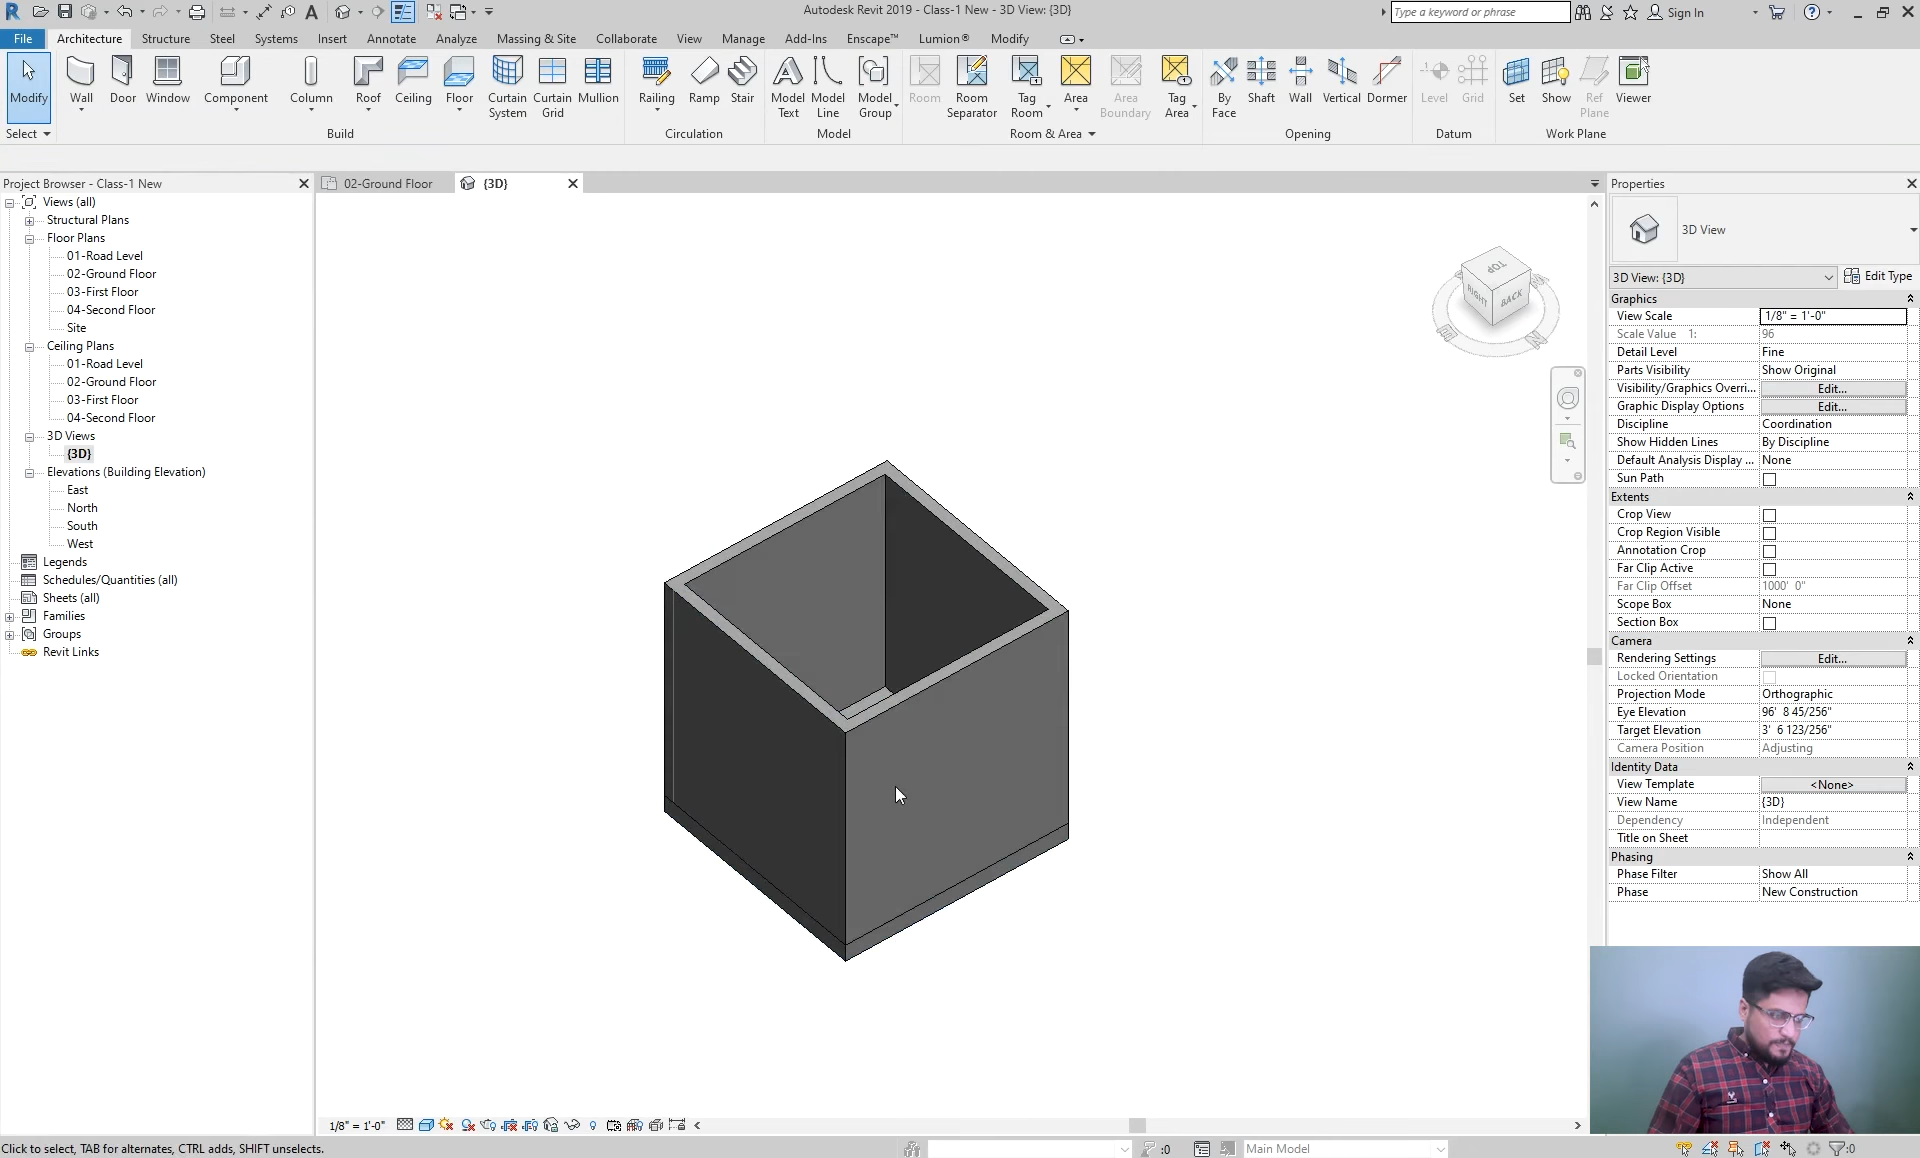 Autodesk Revit 2019 - Class-1 New - 3D View: {3D}
Type a keyword or phrase
Sign In
File Architecture Structure Steel Systems Insert Annotate Analyze Massing & Site Collaborate View Manage Add-Ins Enscape™ Lumion® Modify
Modify Wall Door Window Component Column Roof Ceiling Floor Curtain System Curtain Grid Mullion Railing Ramp Stair Model Text Model Line Model Group Room Room Separator Tag Room Area Area Boundary Tag Area By Face Shaft Wall Vertical Dormer Level Grid Set Show Ref Plane Viewer
Select Build Circulation Model Room & Area Opening Datum Work Plane
Project Browser - Class-1 New
Views (all)
Structural Plans
Floor Plans
01-Road Level
02-Ground Floor
03-First Floor
04-Second Floor
Site
Ceiling Plans
01-Road Level
02-Ground Floor
03-First Floor
04-Second Floor
3D Views
{3D}
Elevations (Building Elevation)
East
North
South
West
Legends
Schedules/Quantities (all)
Sheets (all)
Families
Groups
Revit Links
02-Ground Floor {3D}
TOP
RIGHT BACK
E N
Properties
3D View
3D View: {3D} Edit Type
Graphics
View Scale 1/8" = 1'-0"
Scale Value 1: 96
Detail Level Fine
Parts Visibility Show Original
Visibility/Graphics Overri... Edit...
Graphic Display Options Edit...
Discipline Coordination
Show Hidden Lines By Discipline
Default Analysis Display ... None
Sun Path
Extents
Crop View
Crop Region Visible
Annotation Crop
Far Clip Active
Far Clip Offset 1000' 0"
Scope Box None
Section Box
Camera
Rendering Settings Edit...
Locked Orientation
Projection Mode Orthographic
Eye Elevation 96' 8 45/256"
Target Elevation 3' 6 123/256"
Camera Position Adjusting
Identity Data
View Template <None>
View Name {3D}
Dependency Independent
Title on Sheet
Phasing
Phase Filter Show All
Phase New Construction
1/8" = 1'-0"
Click to select, TAB for alternates, CTRL adds, SHIFT unselects.
:0
Main Model
:0